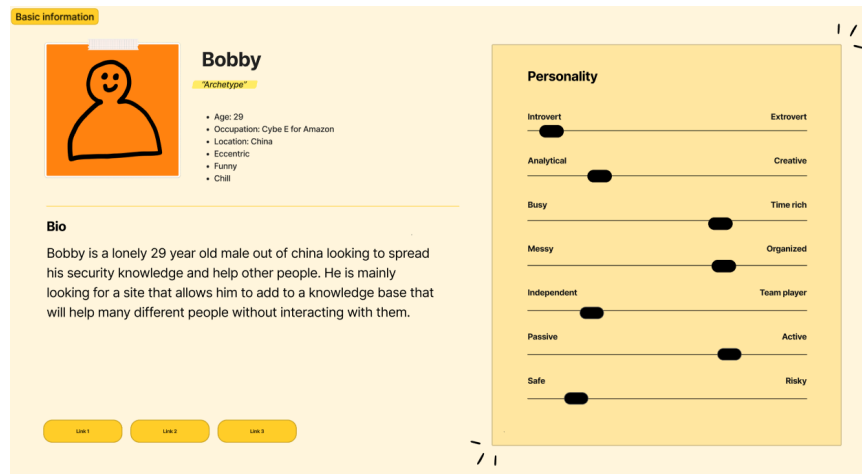 Basic information
Bobby
"Archetype"
• Age: 29
• Occupation: Cybe E for Amazon
• Location: China
• Eccentric
• Funny
• Chill
Bio
Bobby is a lonely 29 year old male out of china looking to spread
his security knowledge and help other people. He is mainly
looking for a site that allows him to add to a knowledge base that
will help many different people without interacting with them.
Link 1
Link 2
Link 3
Personality
Introvert Extrovert
Analytical Creative
Busy Time rich
Messy Organized
Independent Team player
Passive Active
Safe Risky